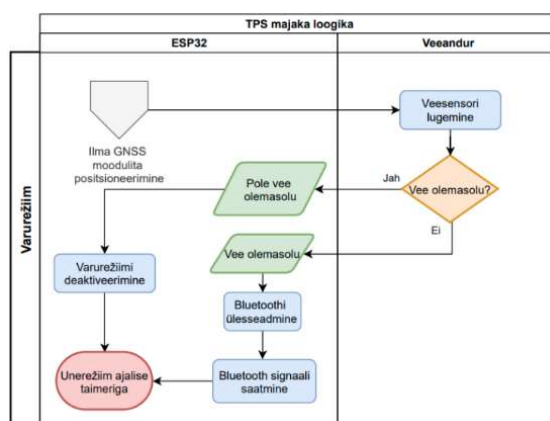 TPS majaka loogika
ESP32
Veeandur
Varurežiim
Ilma GNSS
moodulita
positsioneerimine
Veesensori
lugemine
Vee olemasolu?
Jah
Ei
Pole vee
olemasolu
Vee olemasolu
Varurežiimi
deaktiveerimine
Bluetoothi
ülesseadmine
Unerežiim ajalise
taimeriga
Bluetooth signaali
saatmine